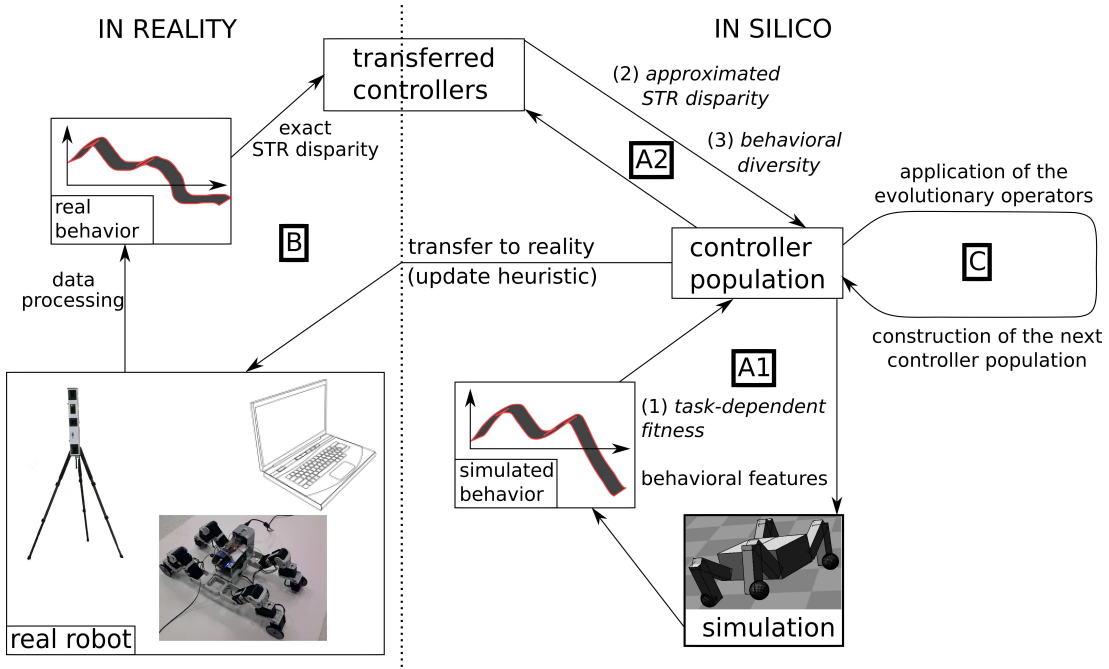 IN REALITY
IN SILICO
transferred
controllers
(2) approximated
STR disparity
exact
STR disparity
(3) behavioral
diversity
A2
application of the
evolutionary operators
real
behavior
B
transfer to reality
(update heuristic)
controller
population
C
data
processing
construction of the next
controller population
A1
(1) task-dependent
fitness
simulated
behavior
behavioral features
real robot
simulation